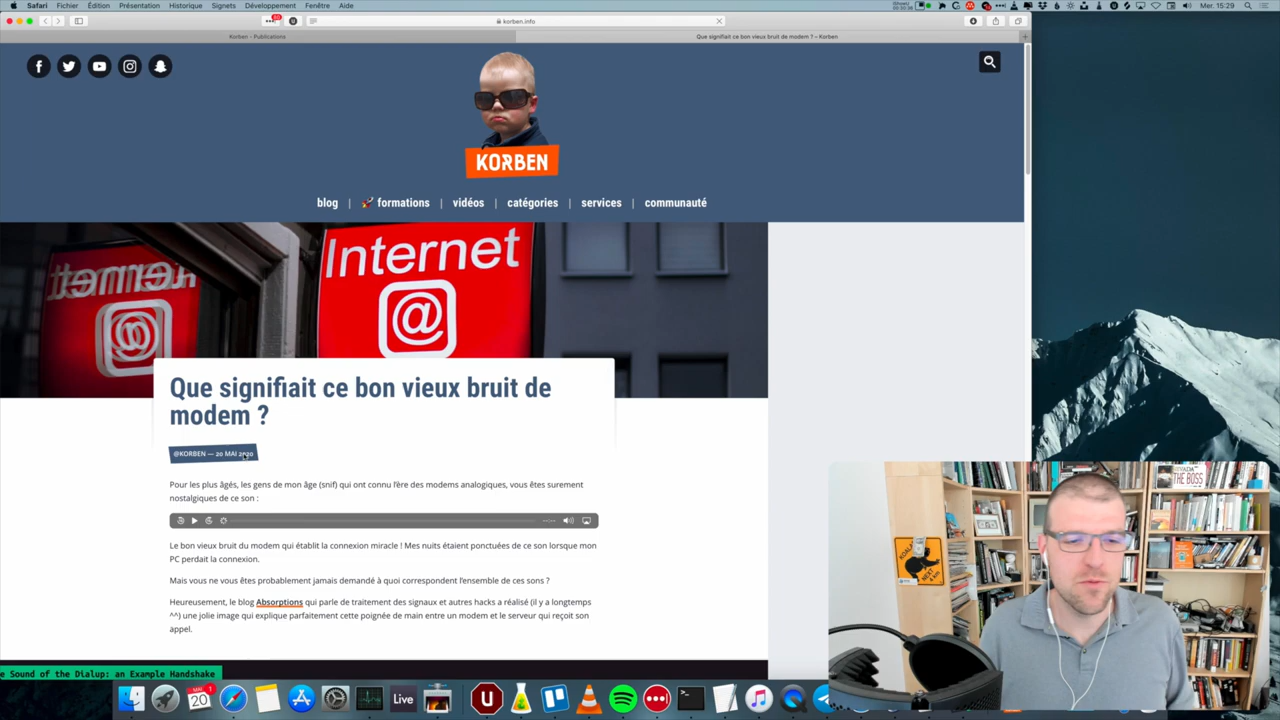 Safari Fichier Édition Présentation Historique Signets Développement Fenêtre Aide
Mer. 15:29
korben.info
Korben – Publications
Que signifiait ce bon vieux bruit de modem ? – Korben
KORBEN
blog | formations | vidéos | catégories | services | communauté
Internet
@
Que signifiait ce bon vieux bruit de
modem ?
@KORBEN — 20 MAI 2020
Pour les plus âgés, les gens de mon âge (snif) qui ont connu l'ère des modems analogiques, vous êtes surement
nostalgiques de ce son :
Le bon vieux bruit du modem qui établit la connexion miracle ! Mes nuits étaient ponctuées de ce son lorsque mon
PC perdait la connexion.
Mais vous ne vous êtes probablement jamais demandé à quoi correspondent l'ensemble de ces sons ?
Heureusement, le blog Absorptions qui parle de traitement des signaux et autres hacks a réalisé (il y a longtemps
^^) une jolie image qui explique parfaitement cette poignée de main entre un modem et le serveur qui reçoit son
appel.
e Sound of the Dialup: an Example Handshake
THE BOSS
KOALA
NEXT
MAI
20
Live